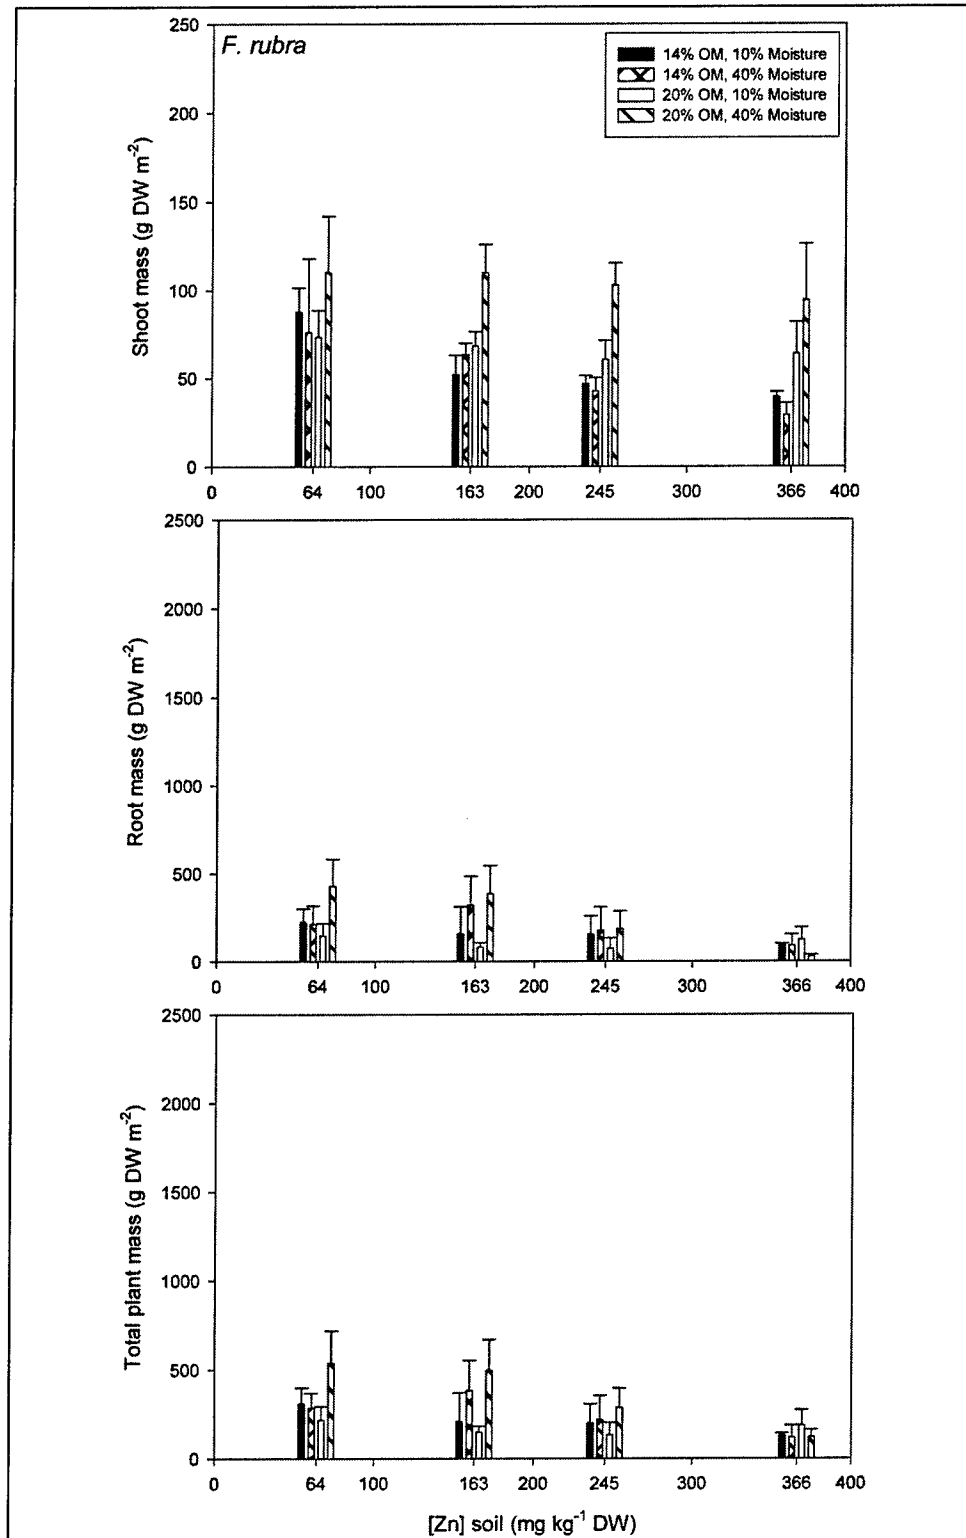 F. rubra
14% OM, 10% Moisture
14% OM, 40% Moisture
20% OM, 10% Moisture
20% OM, 40% Moisture
Shoot mass (g DW m⁻²)
250
200
150
100
50
0
0 64 100 163 200 245 300 366 400
Root mass (g DW m⁻²)
2500
2000
1500
1000
500
0
0 64 100 163 200 245 300 366 400
Total plant mass (g DW m⁻²)
2500
2000
1500
1000
500
0
0 64 100 163 200 245 300 366 400
[Zn] soil (mg kg⁻¹ DW)